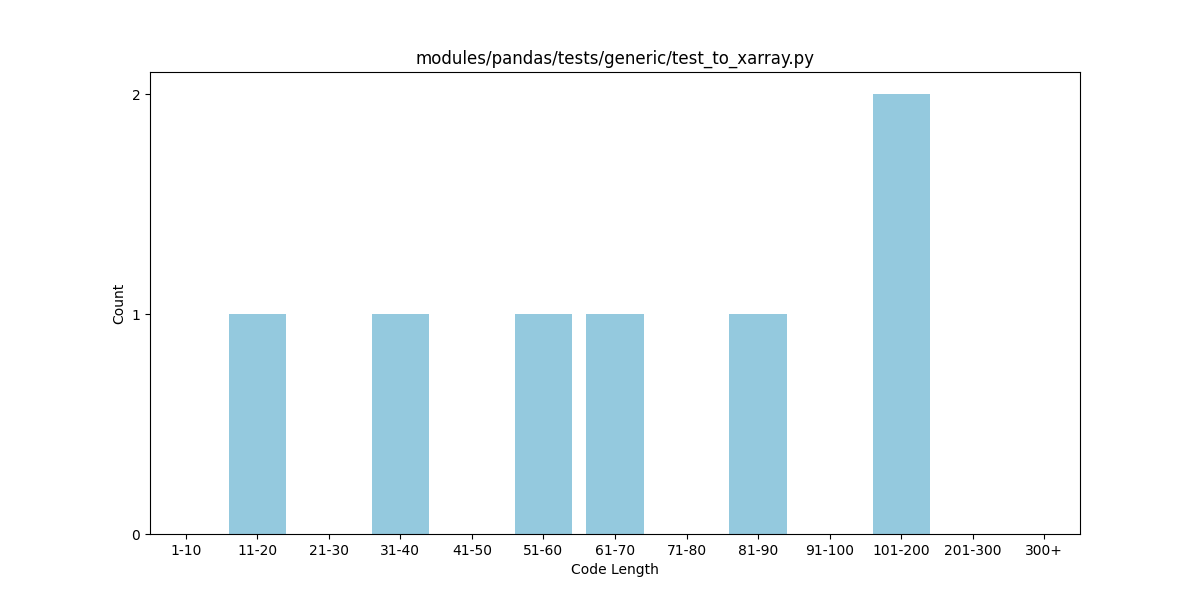 modules/pandas/tests/generic/test_to_xarray.py
Count
2
1
0
1-10 11-20 21-30 31-40 41-50 51-60 61-70 71-80 81-90 91-100 101-200 201-300 300+
Code Length